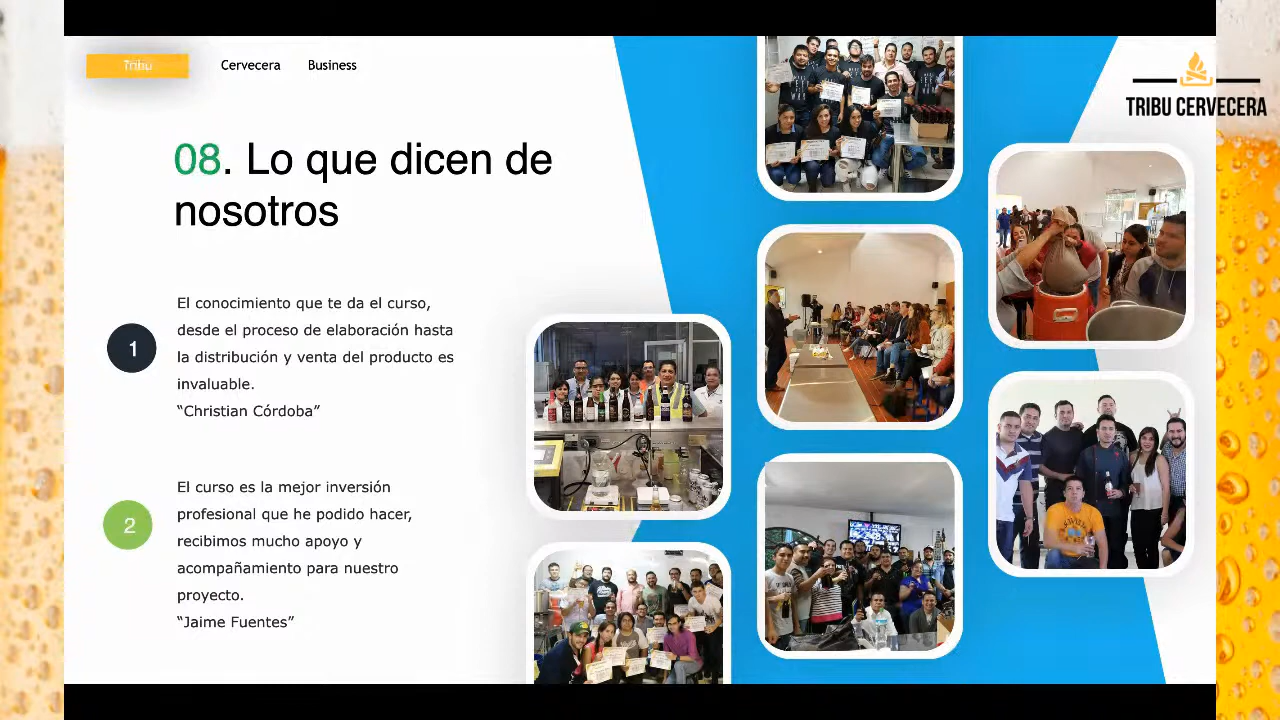 Tribu Cervecera Business
TRIBU CERVECERA
08. Lo que dicen de
nosotros
1
El conocimiento que te da el curso,
desde el proceso de elaboración hasta
la distribución y venta del producto es
invaluable.
“Christian Córdoba”
2
El curso es la mejor inversión
profesional que he podido hacer,
recibimos mucho apoyo y
acompañamiento para nuestro
proyecto.
“Jaime Fuentes”